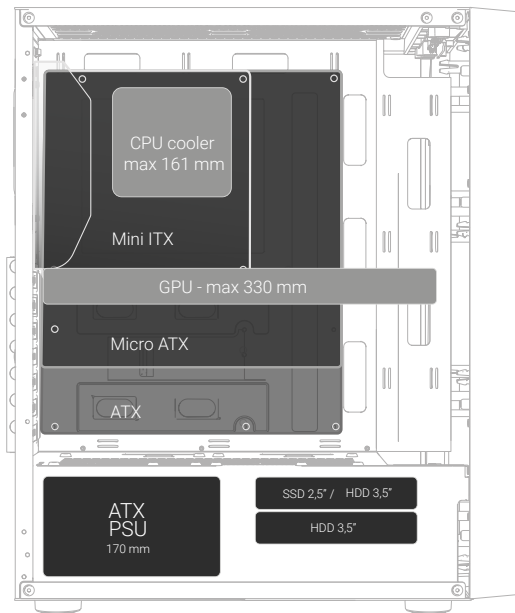 CPU cooler
max 161 mm
Mini ITX
GPU - max 330 mm
Micro ATX
ATX
ATX
PSU
170 mm
SSD 2,5” / HDD 3,5”
HDD 3,5”